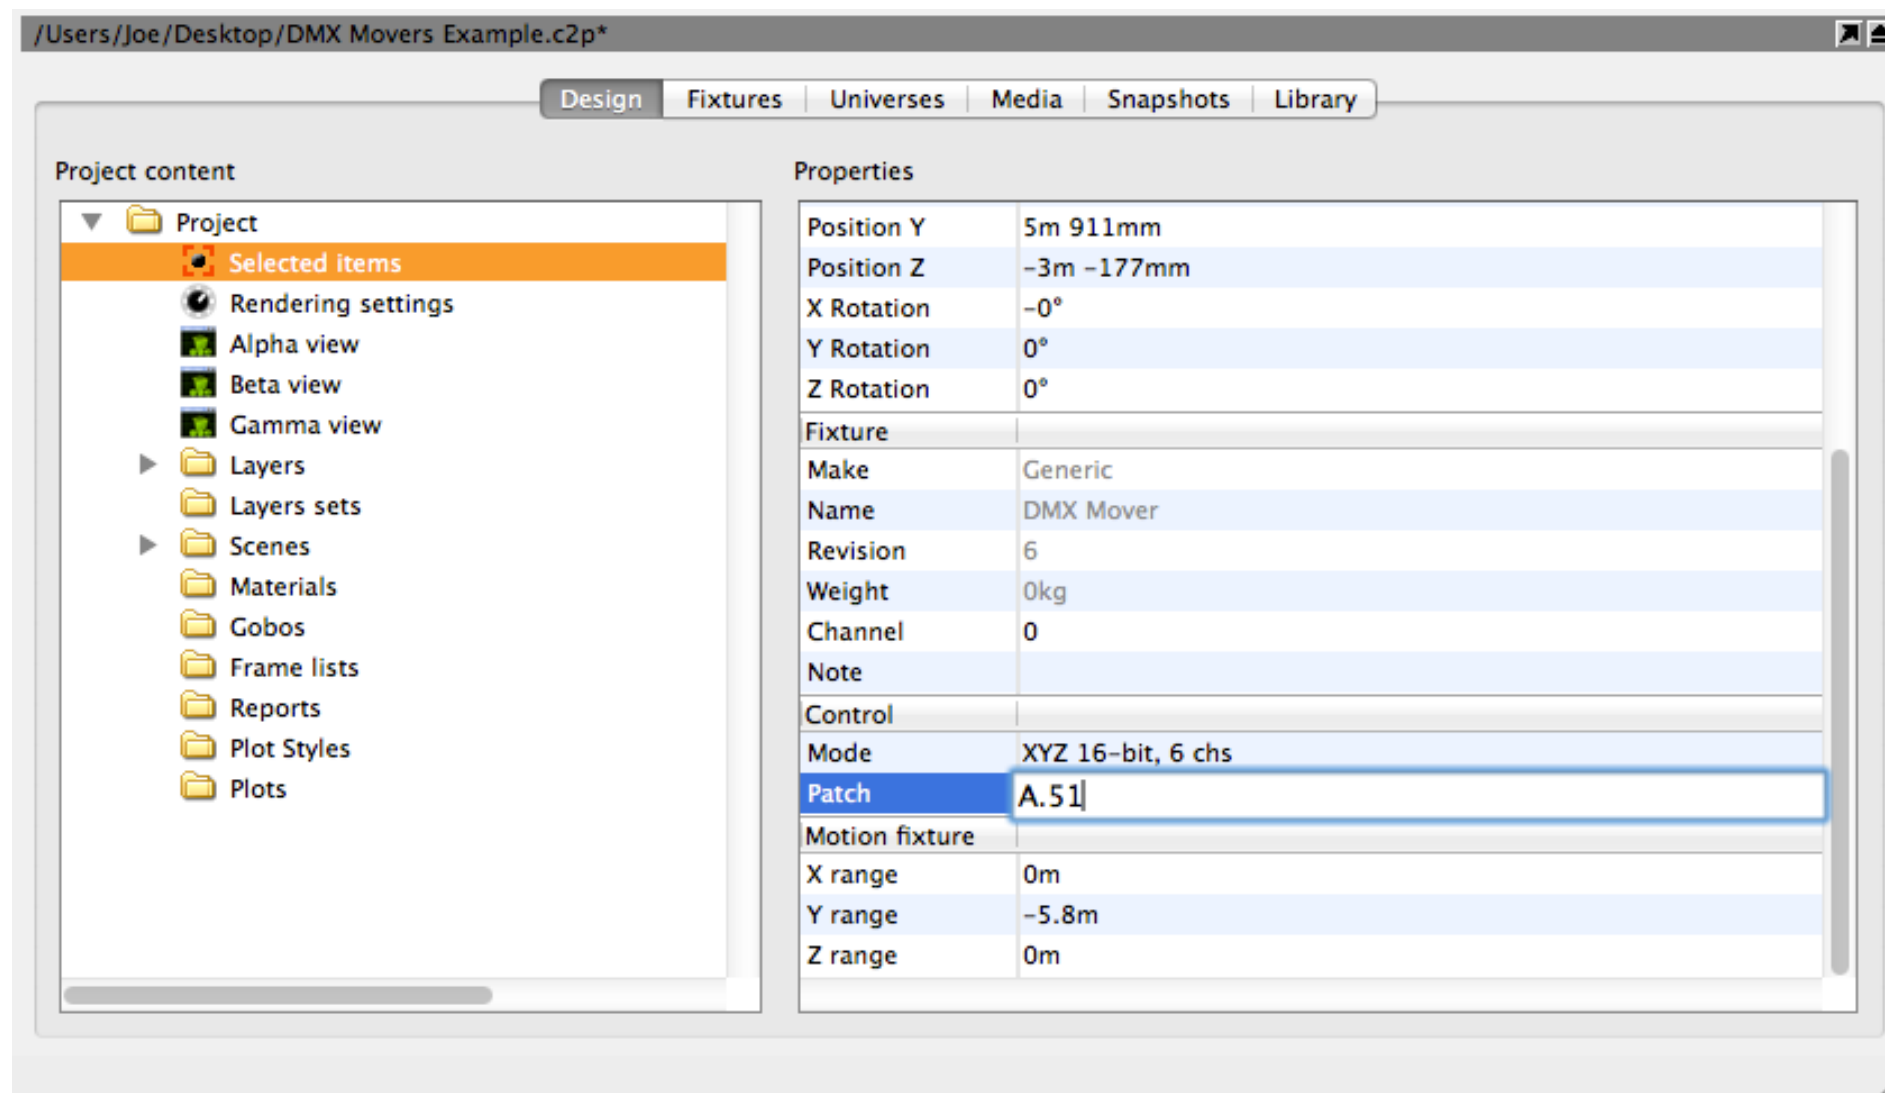 /Users/Joe/Desktop/DMX Movers Example.c2p*
Design Fixtures Universes Media Snapshots Library
Project content
Project
Selected items
Rendering settings
Alpha view
Beta view
Gamma view
Layers
Layers sets
Scenes
Materials
Gobos
Frame lists
Reports
Plot Styles
Plots
Properties
Position Y 5m 911mm
Position Z -3m -177mm
X Rotation -0°
Y Rotation 0°
Z Rotation 0°
Fixture
Make Generic
Name DMX Mover
Revision 6
Weight 0kg
Channel 0
Note
Control
Mode XYZ 16-bit, 6 chs
Patch A.51
Motion fixture
X range 0m
Y range -5.8m
Z range 0m